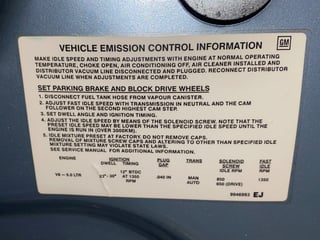 VEHICLE EMISSION CONTROL INFORMATION GM
MAKE IDLE SPEED AND TIMING ADJUSTMENTS WITH ENGINE AT NORMAL OPERATING
TEMPERATURE, CHOKE OPEN, AIR CONDITIONING OFF, AIR CLEANER INSTALLED AND
DISTRIBUTOR VACUUM LINE DISCONNECTED AND PLUGGED. RECONNECT DISTRIBUTOR
VACUUM LINE WHEN ADJUSTMENTS ARE COMPLETED.
SET PARKING BRAKE AND BLOCK DRIVE WHEELS
1. DISCONNECT FUEL TANK HOSE FROM VAPOR CANISTER.
2. ADJUST FAST IDLE SPEED WITH TRANSMISSION IN NEUTRAL AND THE CAM
FOLLOWER ON THE SECOND HIGHEST CAM STEP.
3. SET DWELL ANGLE AND IGNITION TIMING.
4. ADJUST THE IDLE SPEED BY MEANS OF SOLENOID SCREW. NOTE THAT THE
PRESET IDLE SPEED MAY BE LOWER THAN THE SPECIFIED IDLE SPEED UNTIL THE
ENGINE IS RUN IN (OVER 3000KM).
5. IDLE MIXTURE PRESET AT FACTORY. DO NOT REMOVE CAPS.
REMOVAL OF MIXTURE SCREW CAPS AND ALTERING TO OTHER THAN SPECIFIED IDLE
MIXTURE SETTING MAY VIOLATE STATE LAWS.
SEE SERVICE MANUAL FOR ADDITIONAL INFORMATION.
ENGINE IGNITION PLUG TRANS SOLENOID FAST
DWELL TIMING GAP SCREW IDLE
RPM RPM
12° BTDC
V8 - 5.0 LTR AT 1350 .040 IN MAN 850 1350
RPM AUTO 650 (DRIVE)
EJ